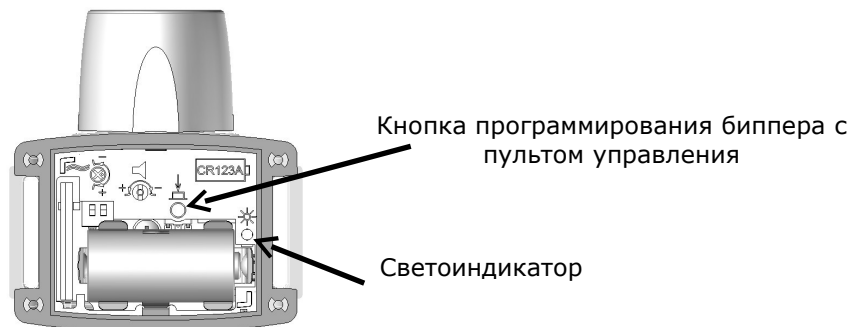 Кнопка программирования биппера с
пультом управления
CR123A
Светоиндикатор